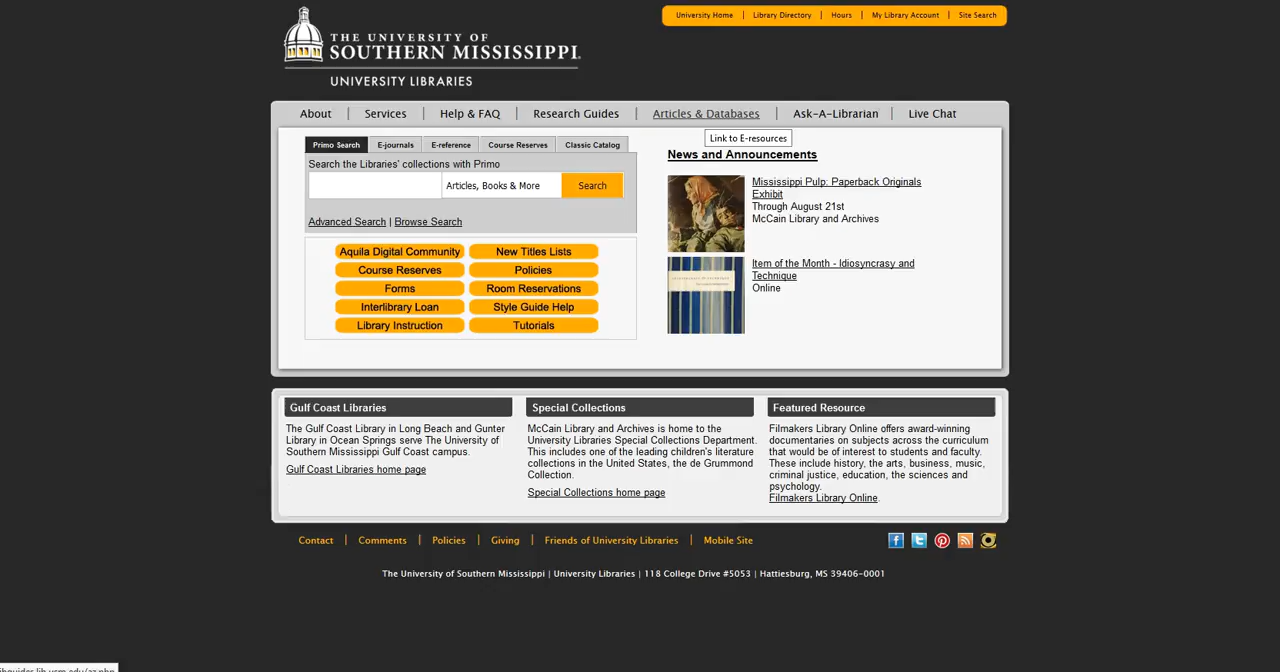 University Home | Library Directory | Hours | My Library Account | Site Search
THE UNIVERSITY OF
SOUTHERN MISSISSIPPI.
UNIVERSITY LIBRARIES
About | Services | Help & FAQ | Research Guides | Articles & Databases | Ask-A-Librarian | Live Chat
Link to E-resources
Primo Search E-journals E-reference Course Reserves Classic Catalog
Search the Libraries' collections with Primo
Articles, Books & More Search
Advanced Search | Browse Search
Aquila Digital Community New Titles Lists
Course Reserves Policies
Forms Room Reservations
Interlibrary Loan Style Guide Help
Library Instruction Tutorials
News and Announcements
Mississippi Pulp: Paperback Originals
Exhibit
Through August 21st
McCain Library and Archives
Item of the Month - Idiosyncrasy and
Technique
Online
Gulf Coast Libraries
The Gulf Coast Library in Long Beach and Gunter
Library in Ocean Springs serve The University of
Southern Mississippi Gulf Coast campus.
Gulf Coast Libraries home page
Special Collections
McCain Library and Archives is home to the
University Libraries Special Collections Department.
This includes one of the leading children's literature
collections in the United States, the de Grummond
Collection.
Special Collections home page
Featured Resource
Filmakers Library Online offers award-winning
documentaries on subjects across the curriculum
that would be of interest to students and faculty.
These include history, the arts, business, music,
criminal justice, education, the sciences and
psychology.
Filmakers Library Online.
Contact | Comments | Policies | Giving | Friends of University Libraries | Mobile Site
The University of Southern Mississippi | University Libraries | 118 College Drive #5053 | Hattiesburg, MS 39406-0001